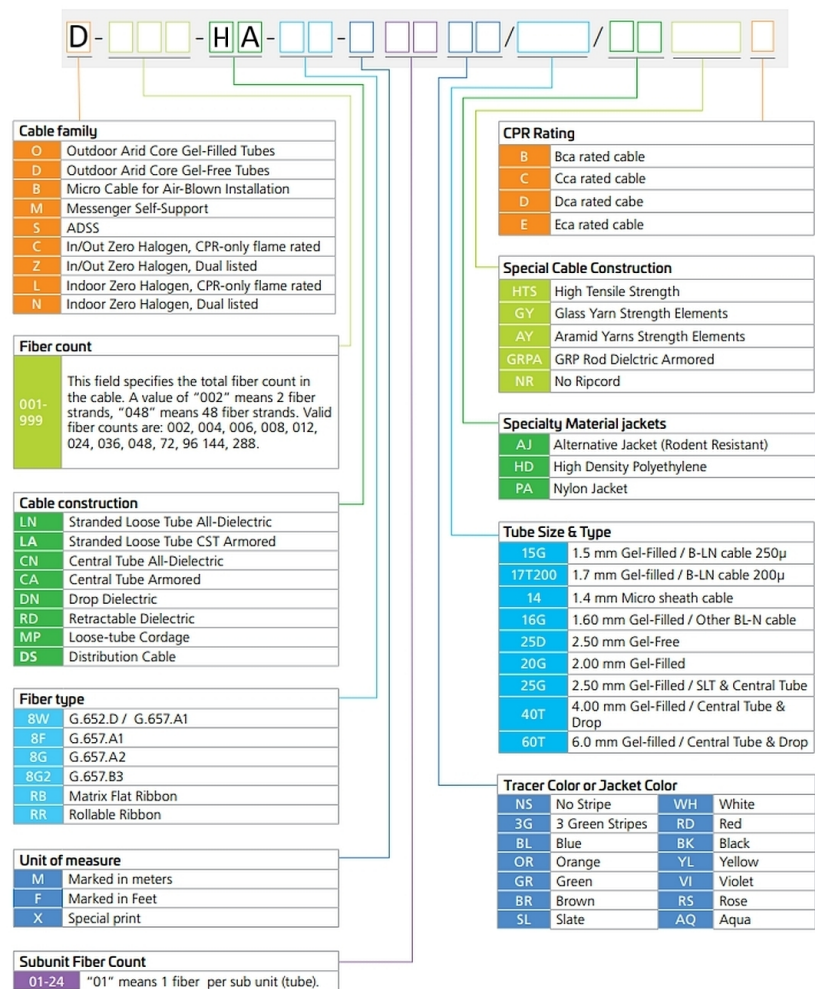 D - - HA - - / /
Cable family
O Outdoor Arid Core Gel-Filled Tubes
D Outdoor Arid Core Gel-Free Tubes
B Micro Cable for Air-Blown Installation
M Messenger Self-Support
S ADSS
C In/Out Zero Halogen, CPR-only flame rated
Z In/Out Zero Halogen, Dual listed
L Indoor Zero Halogen, CPR-only flame rated
N Indoor Zero Halogen, Dual listed
Fiber count
001-
999
This field specifies the total fiber count in
the cable. A value of "002" means 2 fiber
strands, "048" means 48 fiber strands. Valid
fiber counts are: 002, 004, 006, 008, 012,
024, 036, 048, 72, 96 144, 288.
Cable construction
LN Stranded Loose Tube All-Dielectric
LA Stranded Loose Tube CST Armored
CN Central Tube All-Dielectric
CA Central Tube Armored
DN Drop Dielectric
RD Retractable Dielectric
MP Loose-tube Cordage
DS Distribution Cable
Fiber type
8W G.652.D / G.657.A1
8F G.657.A1
8G G.657.A2
8G2 G.657.B3
RB Matrix Flat Ribbon
RR Rollable Ribbon
Unit of measure
M Marked in meters
F Marked in Feet
X Special print
Subunit Fiber Count
01-24 "01" means 1 fiber per sub unit (tube).
CPR Rating
B Bca rated cable
C Cca rated cable
D Dca rated cabe
E Eca rated cable
Special Cable Construction
HTS High Tensile Strength
GY Glass Yarn Strength Elements
AY Aramid Yarns Strength Elements
GRPA GRP Rod Dielctric Armored
NR No Ripcord
Specialty Material jackets
AJ Alternative Jacket (Rodent Resistant)
HD High Density Polyethylene
PA Nylon Jacket
Tube Size & Type
15G 1.5 mm Gel-Filled / B-LN cable 250µ
17T200 1.7 mm Gel-filled / B-LN cable 200µ
14 1.4 mm Micro sheath cable
16G 1.60 mm Gel-Filled / Other BL-N cable
25D 2.50 mm Gel-Free
20G 2.00 mm Gel-Filled
25G 2.50 mm Gel-Filled / SLT & Central Tube
40T 4.00 mm Gel-Filled / Central Tube &
Drop
60T 6.0 mm Gel-filled / Central Tube & Drop
Tracer Color or Jacket Color
NS No Stripe WH White
3G 3 Green Stripes RD Red
BL Blue BK Black
OR Orange YL Yellow
GR Green VI Violet
BR Brown RS Rose
SL Slate AQ Aqua